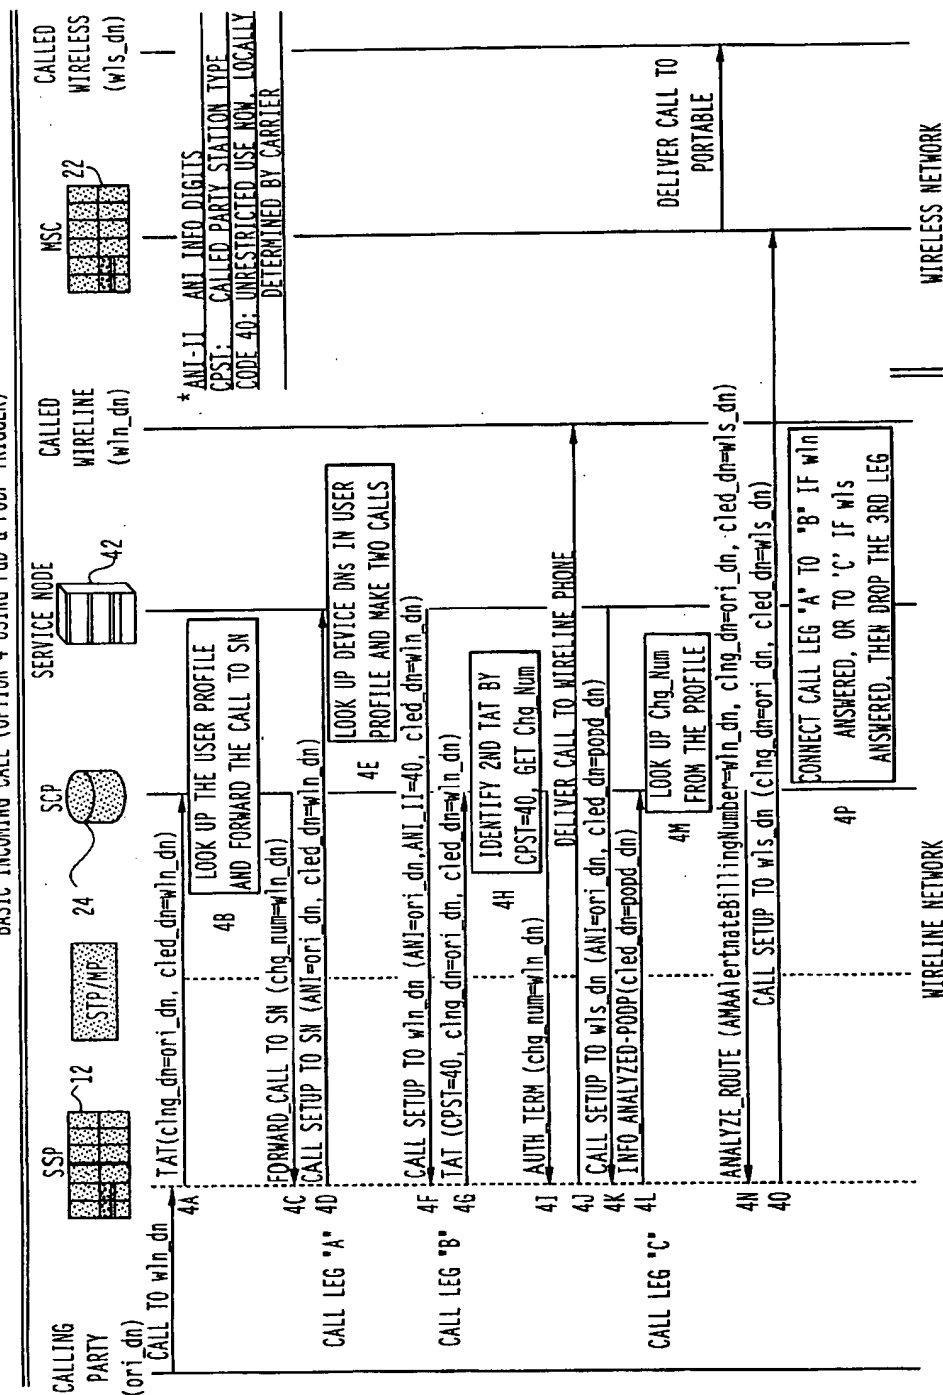 BASIC INCOMING CALL (OPTION 4 USING
CALLING
PARTY
(ori_dn)
SSP
12
STP/MP
SCP
24
SERVICE NODE
42
CALLED
WIRELINE
(wln_dn)
MSC
22
CALLED
WIRELESS
(wls_dn)
CALL TO wln_dn
4A
TAT(clng_dn=ori_dn, cled_dn=wln_dn)
LOOK UP THE USER PROFILE
AND FORWARD THE CALL TO SN
4B
* ANI-II ANI INFO DIGITS
CPST: CALLED PARTY STATION TYPE
CODE 40: UNRESTRICTED USE NOW, LOCALLY
DETERMINED BY CARRIER
4C
FORWARD_CALL TO SN (chg_num=wln_dn)
4D
CALL SETUP TO SN (ANI=ori_dn, cled_dn=wln_dn)
CALL LEG "A"
LOOK UP DEVICE DNs IN USER
PROFILE AND MAKE TWO CALLS
4E
4F
CALL SETUP TO wln_dn (ANI=ori_dn,ANI_II=40, cled_dn=wln_dn)
4G
TAT (CPST=40, clng_dn=ori_dn, cled_dn=wln_dn)
CALL LEG "B"
IDENTIFY 2ND TAT BY
CPST=40, GET Chg_Num
4H
4I
AUTH_TERM (chg_num=wln_dn)
4J
DELIVER CALL TO WIRELINE PHONE
4K
CALL SETUP TO wls_dn (ANI=ori_dn, cled_dn=popd_dn)
4L
INFO_ANALYZED-PODP(cled_dn=popd_dn)
CALL LEG "C"
LOOK UP Chg_Num
FROM THE PROFILE
4M
4N
ANALYZE_ROUTE (AMAAlertnateBillingNumber=wln_dn, clng_dn=ori_dn, cled_dn=wls_dn)
4O
CALL SETUP TO wls_dn (clng_dn=ori_dn, cled_dn=wls_dn)
DELIVER CALL TO
PORTABLE
CONNECT CALL LEG "A" TO "B" IF wln
ANSWERED, OR TO 'C' IF wls
ANSWERED, THEN DROP THE 3RD LEG
4P
WIRELINE NETWORK
WIRELESS NETWORK